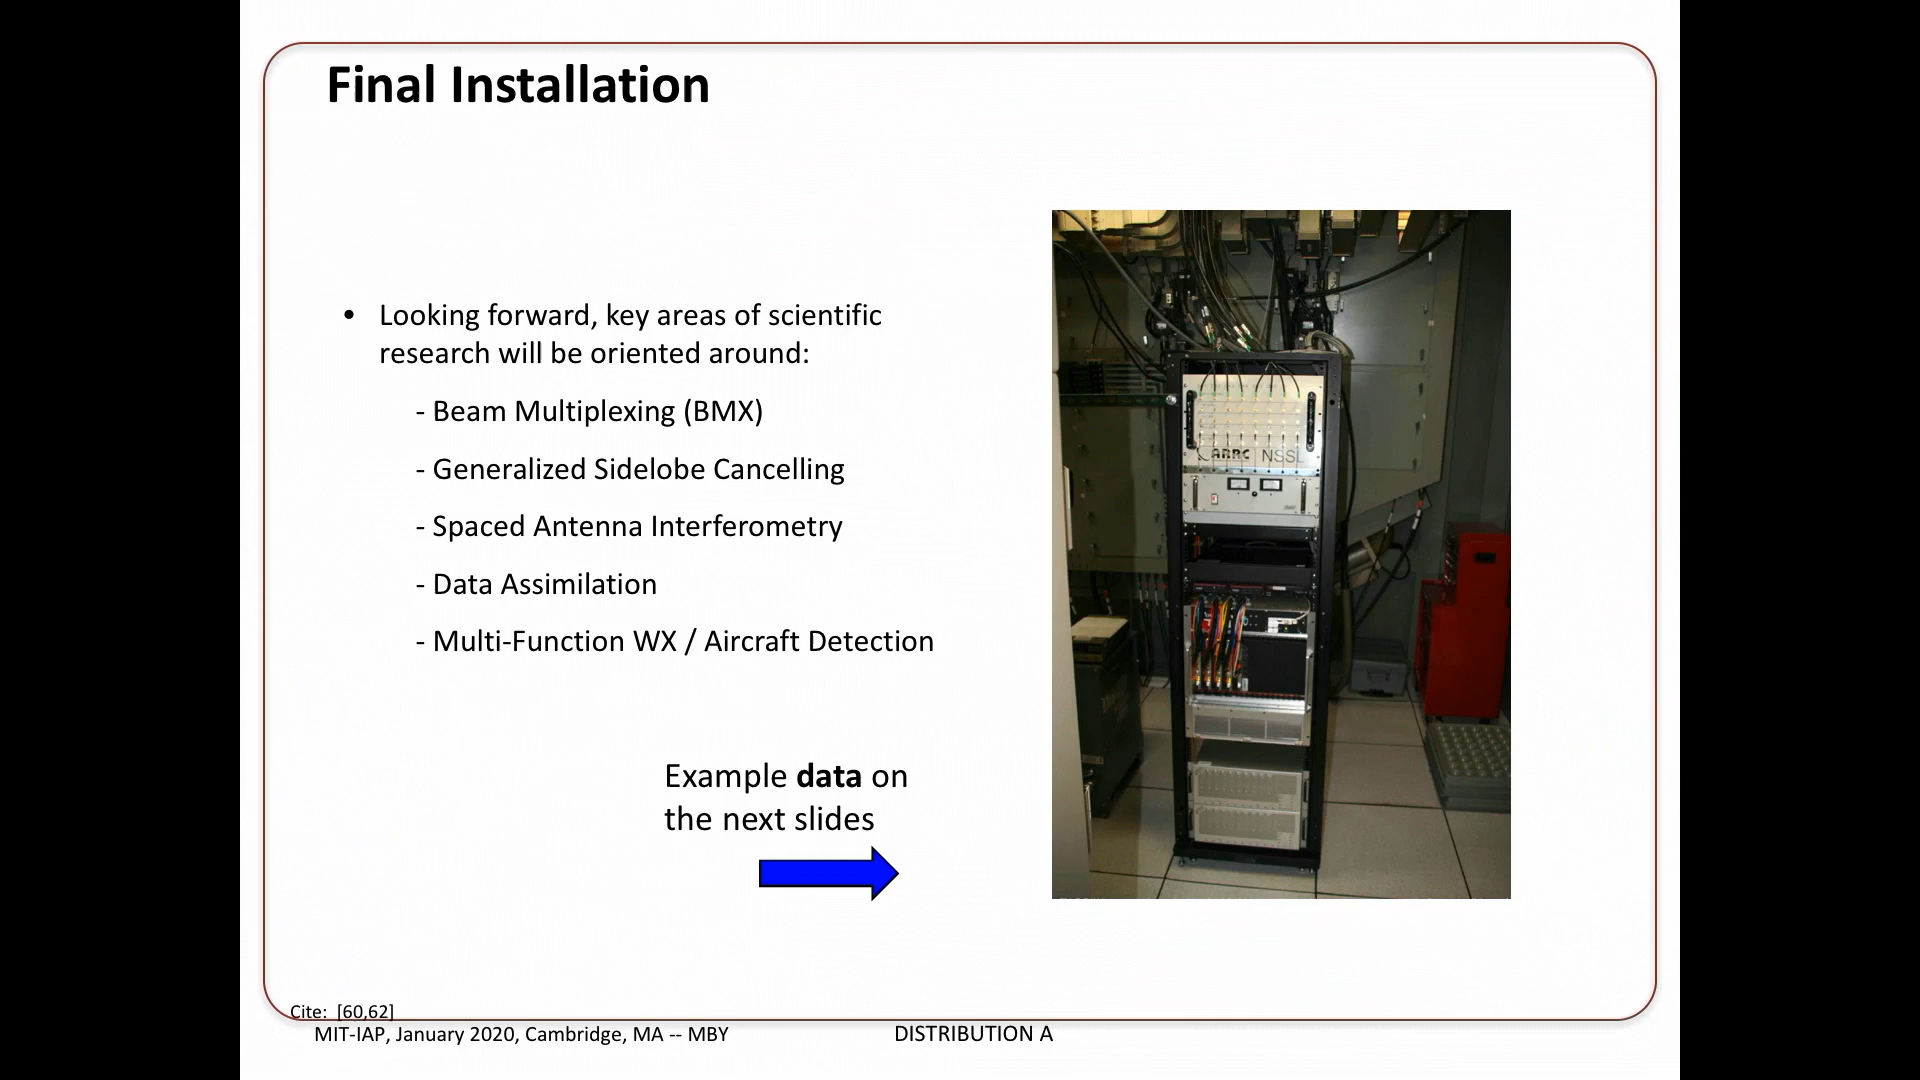 Final Installation
• Looking forward, key areas of scientific
research will be oriented around:
- Beam Multiplexing (BMX)
- Generalized Sidelobe Cancelling
- Spaced Antenna Interferometry
- Data Assimilation
- Multi-Function WX / Aircraft Detection
ARRC NSSL
Example data on
the next slides
Cite: [60,62]
MIT-IAP, January 2020, Cambridge, MA -- MBY
DISTRIBUTION A